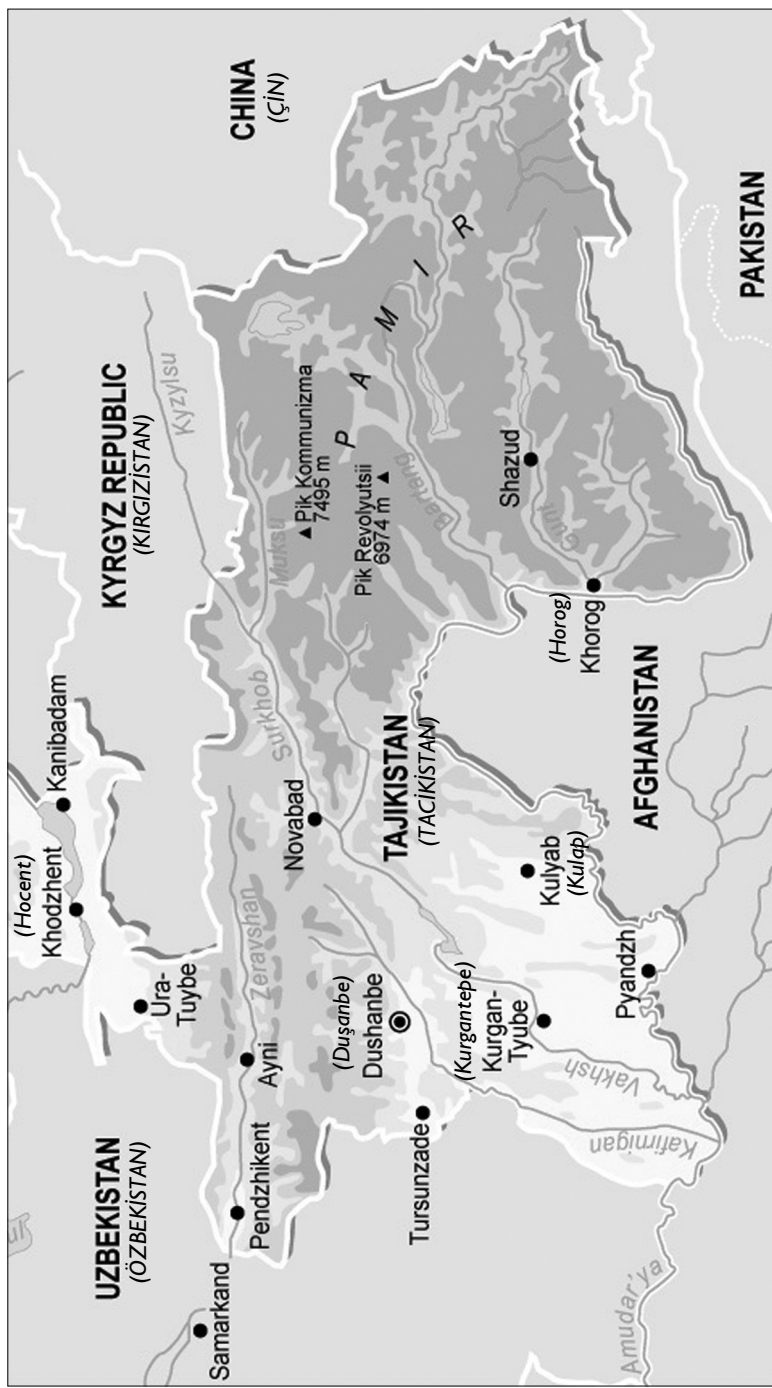 UZBEKISTAN
(ÖZBEKİSTAN)
Samarkand
Pendzhikent
Ayni
Zeravshan
Ura-
Tuybe
(Hocent)
Khodzhent
Kanibadam
KYRGYZ REPUBLIC
(KIRGIZİSTAN)
Kyzylsu
CHINA
(ÇİN)
Surkhob
Muksu
Novabad
Pik Kommunizma
7495 m
Pik Revolyutsii
6974 m
P A M I R
Bartang
(Duşanbe)
Dushanbe
Tursunzade
TAJIKISTAN
(TACİKİSTAN)
(Kurgantepe)
Kurgan-
Tyube
Kulyab
(Kulap)
Vakhsh
Kafirnigan
Pyandzh
Shazud
Gunt
(Horog)
Khorog
AFGHANISTAN
PAKISTAN
Amudar'ya